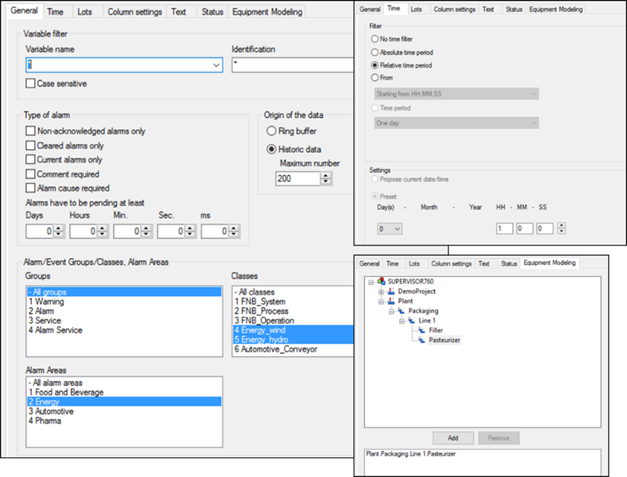 General Time Lots Column settings Text Status Equipment Modeling
Variable filter
Variable name Identification
* *
Case sensitive
Type of alarm
Non-acknowledged alarms only
Cleared alarms only
Current alarms only
Comment required
Alarm cause required
Alarms have to be pending at least
Days Hours Min. Sec. ms
0 0 0 0 0
Origin of the data
Ring buffer
Historic data
Maximum number
200
Alarm/Event Groups/Classes, Alarm Areas
Groups
- All groups
1 Warning
2 Alarm
3 Service
4 Alarm Service
Classes
- All classes
1 FNB_System
2 FNB_Process
3 FNB_Operation
4 Energy_wind
5 Energy_hydro
6 Automotive_Conveyor
Alarm Areas
- All alarm areas
1 Food and Beverage
2 Energy
3 Automotive
4 Pharma
General Time Lots Column settings Text Status Equipment Modeling
Filter
No time filter
Absolute time period
Relative time period
From
Starting from HH:MM:SS
Time period
One day
Settings
Propose current date/time
Preset
Day(s) - Month - Year HH - MM - SS
0 1 0 0
General Time Lots Column settings Text Status Equipment Modeling
SUPERVISOR760
DemoProject
Plant
Packaging
Line 1
Filler
Pasteurizer
Add Remove
Plant.Packaging.Line 1.Pasteurizer